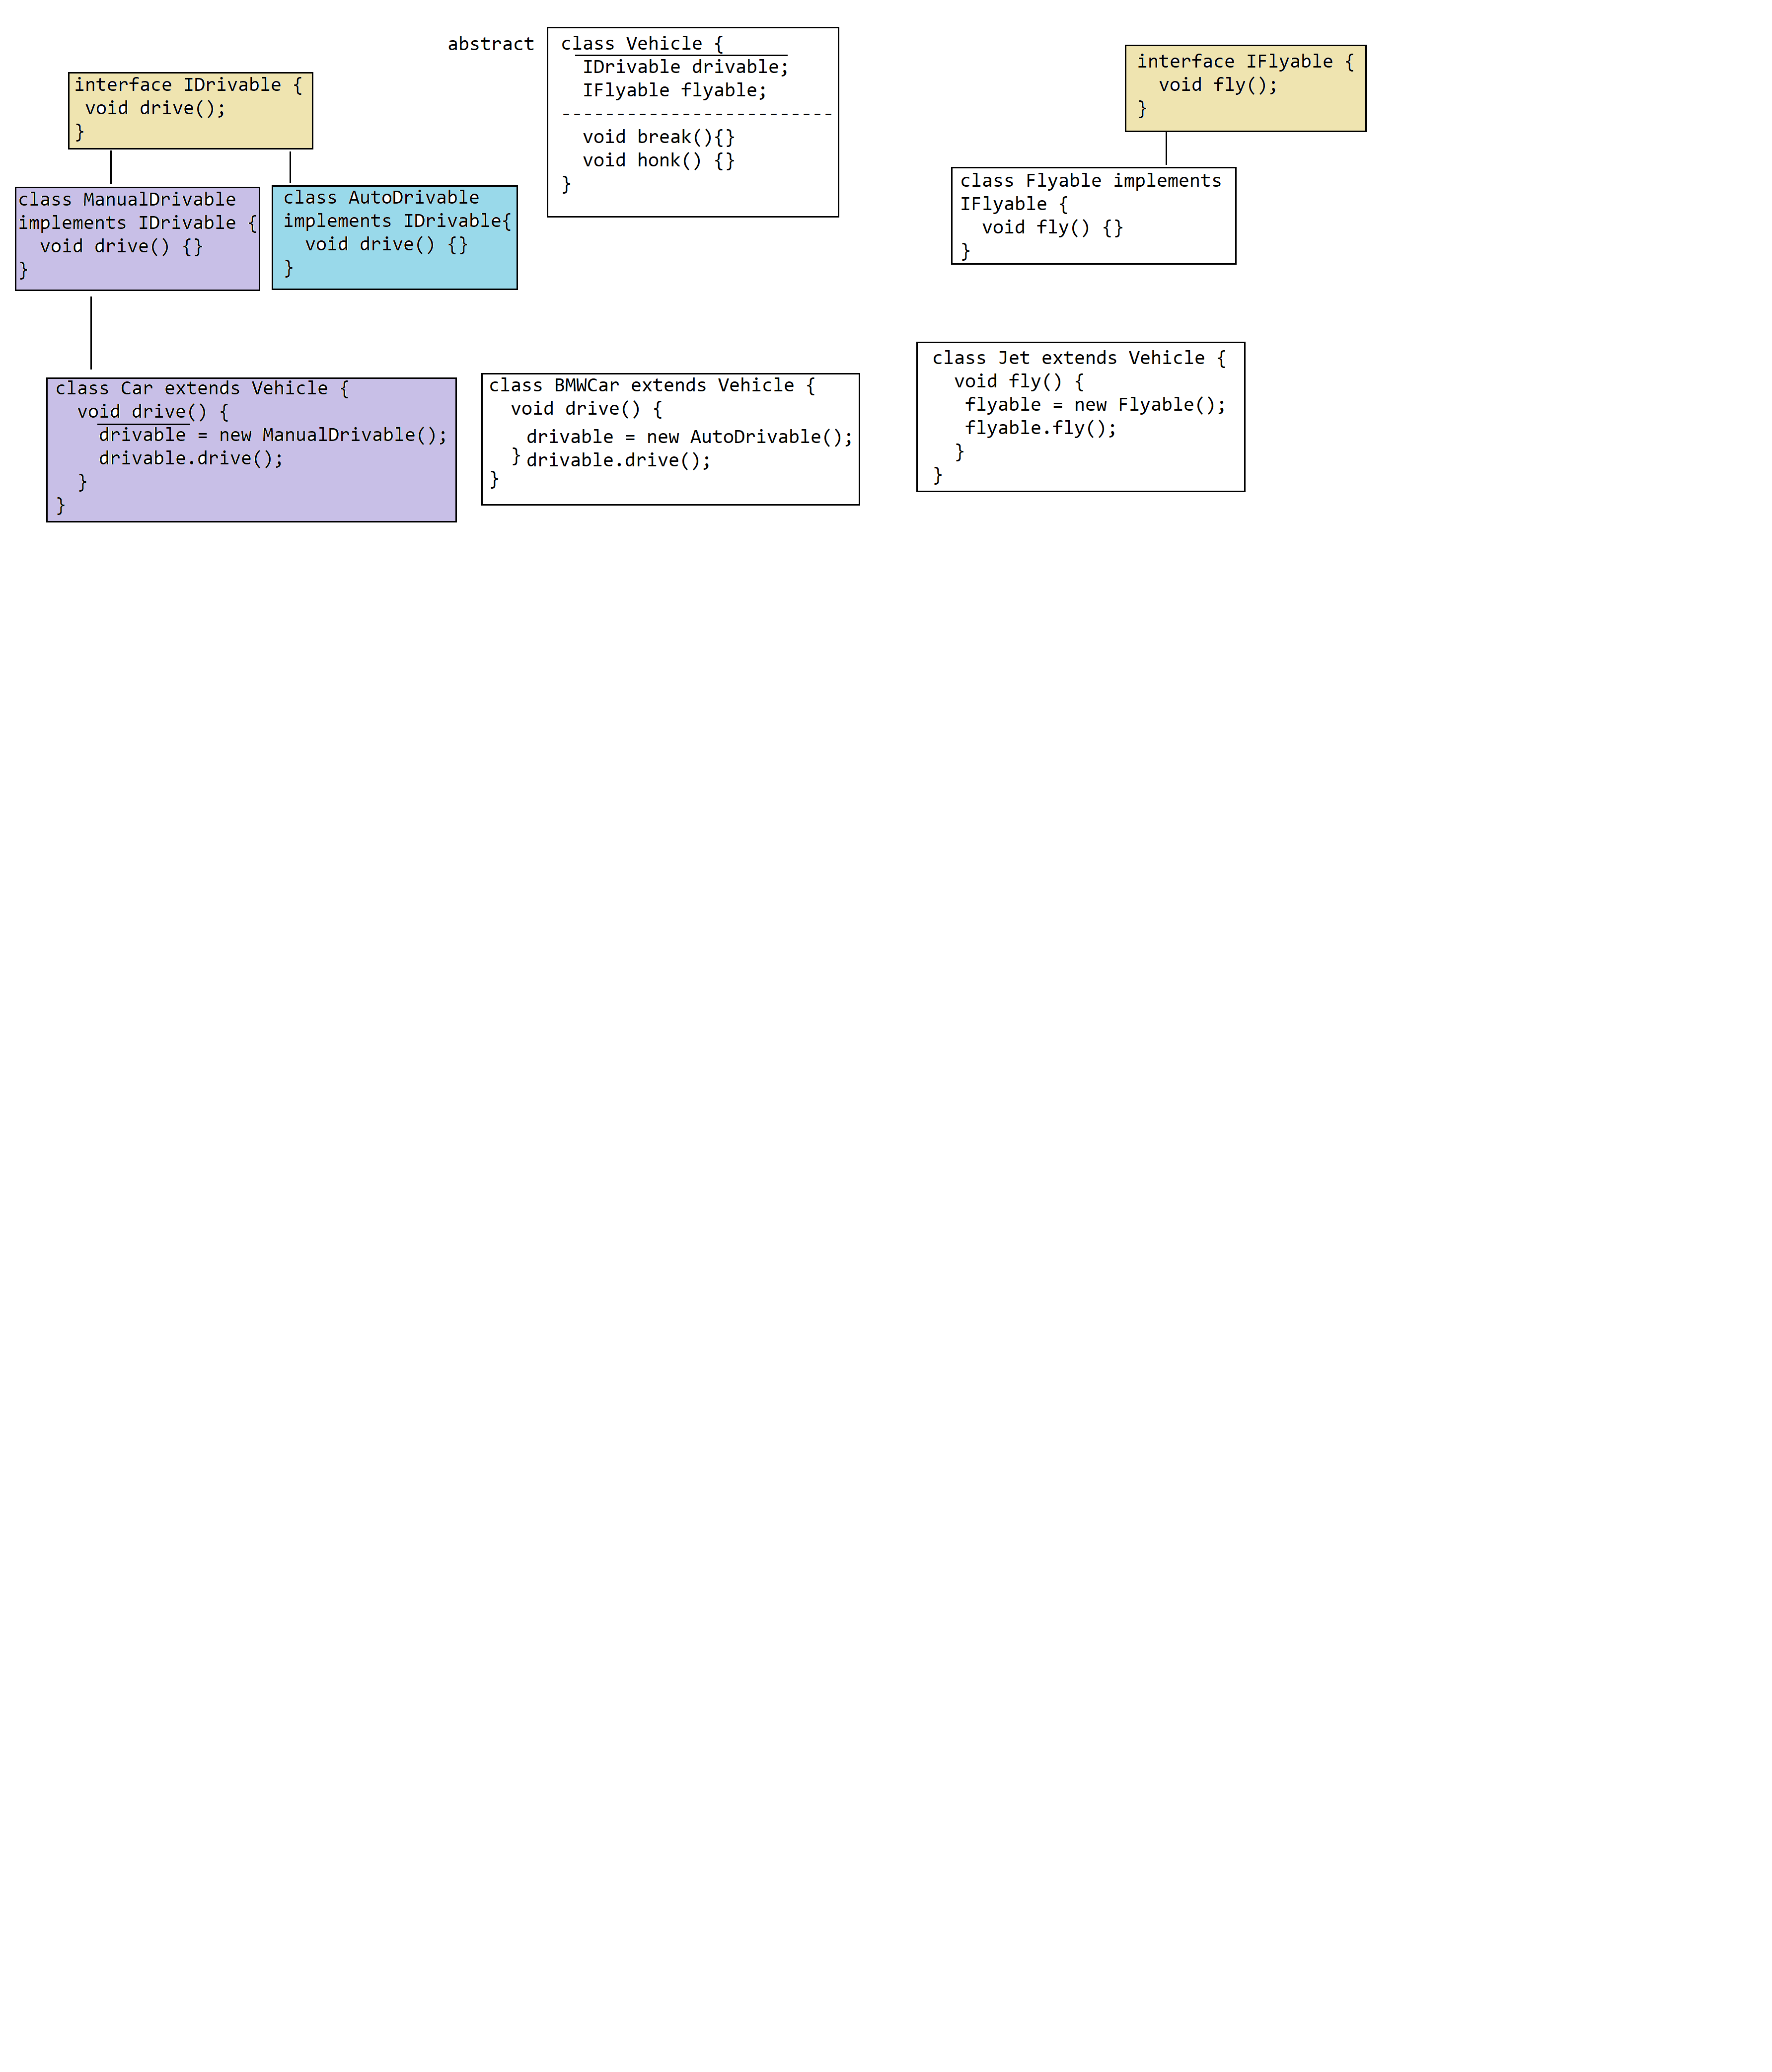 abstract
class Vehicle {
IDrivable drivable;
IFlyable flyable;
-------------------------
void break(){}
void honk() {}
}
interface IDrivable {
void drive();
}
interface IFlyable {
void fly();
}
class ManualDrivable
implements IDrivable {
void drive() {}
}
class AutoDrivable
implements IDrivable{
void drive() {}
}
class Flyable implements
IFlyable {
void fly() {}
}
class Car extends Vehicle {
void drive() {
drivable = new ManualDrivable();
drivable.drive();
}
}
class BMWCar extends Vehicle {
void drive() {
drivable = new AutoDrivable();
} drivable.drive();
}
class Jet extends Vehicle {
void fly() {
flyable = new Flyable();
flyable.fly();
}
}